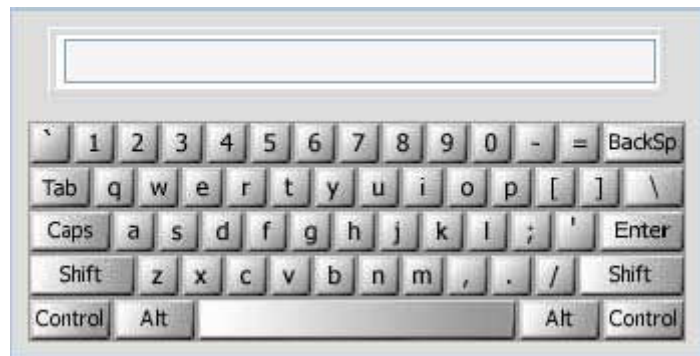 ` 1 2 3 4 5 6 7 8 9 0 - = BackSp
Tab q w e r t y u i o p [ ] \
Caps a s d f g h j k l ; ' Enter
Shift z x c v b n m , . / Shift
Control Alt Alt Control